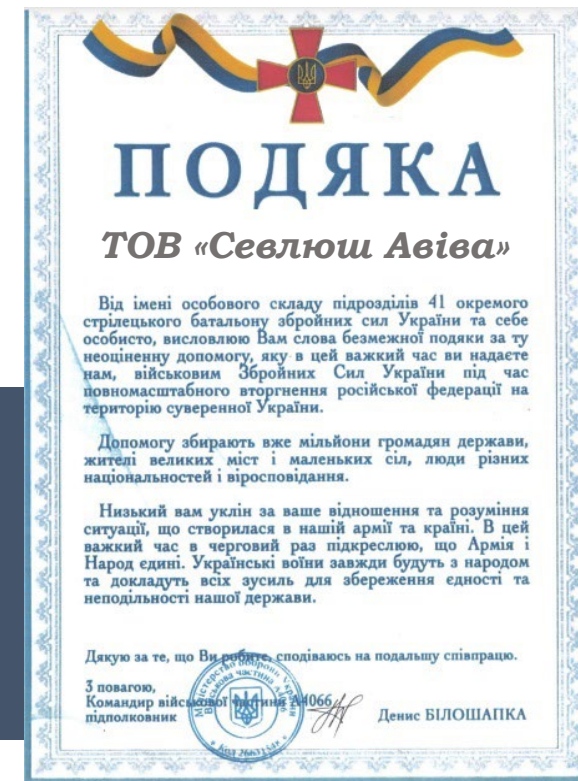 ПОДЯКА
ТОВ «Севлюш Авіва»
Від імені особового складу підрозділів 41 окремого
стрілецького батальону збройних сил України та себе
особисто, висловлюю Вам слова безмежної подяки за ту
неоціненну допомогу, яку в цей важкий час ви надаєте
нам, військовим Збройних Сил України під час
повномасштабного вторгнення російської федерації на
територію суверенної України.
Допомогу збирають вже мільйони громадян держави,
жителі великих міст і маленьких сіл, люди різних
національностей і віросповідання.
Низький вам уклін за ваше відношення та розуміння
ситуації, що створилася в нашій армії та країні. В цей
важкий час в черговий раз підкреслюю, що Армія і
Народ єдині. Українські воїни завжди будуть з народом
та докладуть всіх зусиль для збереження єдності та
неподільності нашої держави.
Дякую за те, що Ви робите, сподіваюсь на подальшу співпрацю.
З повагою,
Командир військової частини А4066
підполковник Денис БІЛОШАПКА
Міністерство оборони України
Військова частина А4066